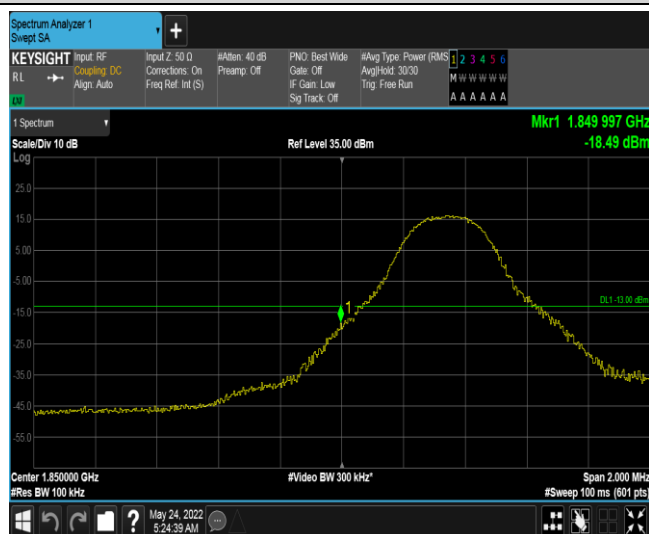 Spectrum Analyzer 1
Swept SA
+
KEYSIGHT
RL
LXI
Input: RF
Coupling: DC
Align: Auto
Input Z: 50 Ω
Corrections: On
Freq Ref: Int (S)
#Atten: 40 dB
Preamp: Off
PNO: Best Wide
Gate: Off
IF Gain: Low
Sig Track: Off
#Avg Type: Power (RMS
Avg|Hold: 30/30
Trig: Free Run
1 2 3 4 5 6
M W W W W W
A A A A A A
1 Spectrum
Mkr1 1.849 997 GHz
Scale/Div 10 dB
Ref Level 35.00 dBm
-18.49 dBm
Log
25.0
15.0
5.00
-5.00
DL1 -13.00 dBm
1
-15.0
-25.0
-35.0
-45.0
-55.0
Center 1.850000 GHz
#Video BW 300 kHz*
Span 2.000 MHz
#Res BW 100 kHz
#Sweep 100 ms (601 pts)
?
May 24, 2022
5:24:39 AM